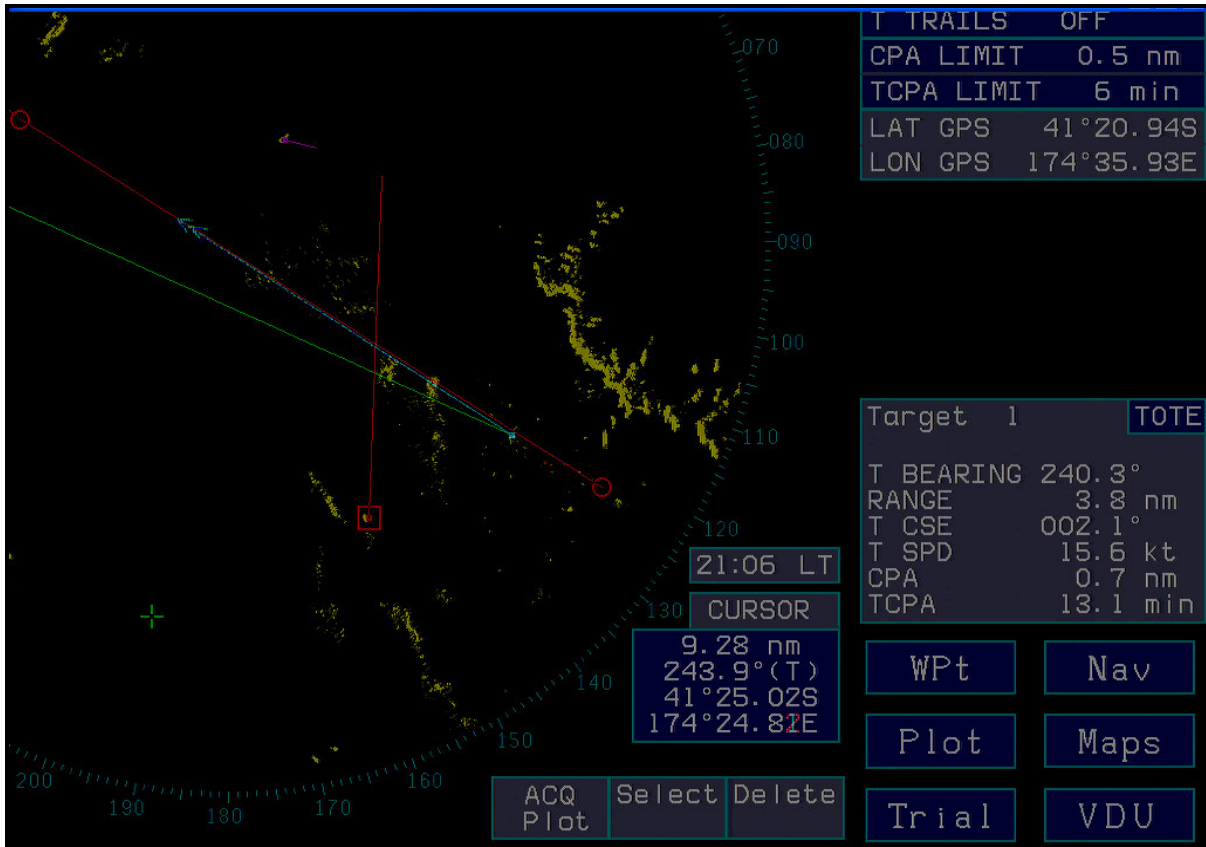 T TRAILS OFF
CPA LIMIT 0.5 nm
TCPA LIMIT 6 min
LAT GPS 41°20.94S
LON GPS 174°35.93E
070
080
090
100
110
120
130
140
150
160
170
180
190
200
Target 1 TOTE
T BEARING 240.3°
RANGE 3.8 nm
T CSE 002.1°
T SPD 15.6 kt
CPA 0.7 nm
TCPA 13.1 min
21:06 LT
CURSOR
9.28 nm
243.9°(T)
41°25.02S
174°24.82E
WPt Nav
Plot Maps
Trial VDU
ACQ Plot
Select
Delete